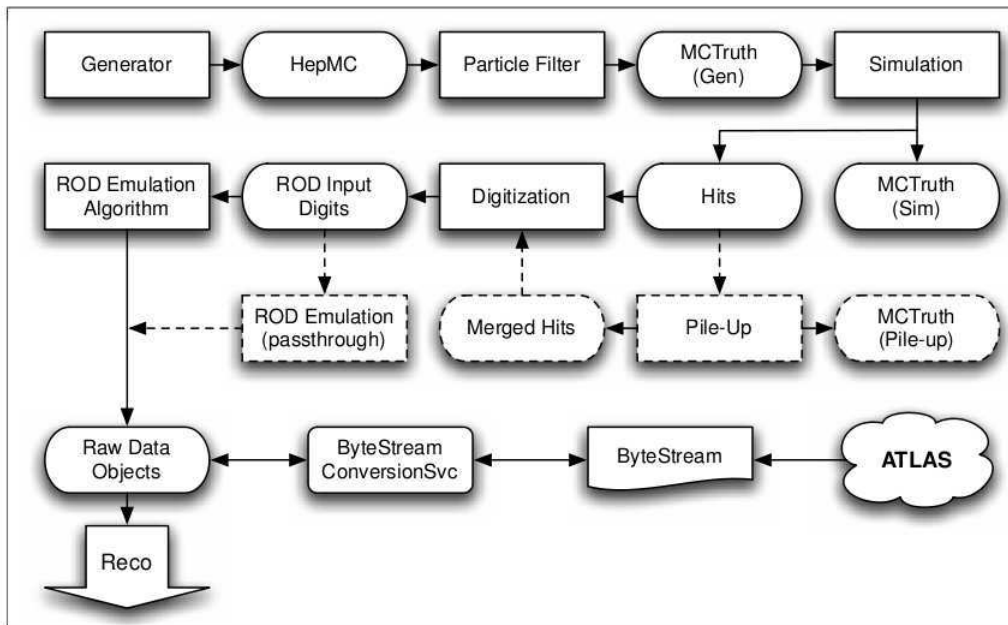 Generator
HepMC
Particle Filter
MCTruth
(Gen)
Simulation
ROD Emulation
Algorithm
ROD Input
Digits
Digitization
Hits
MCTruth
(Sim)
ROD Emulation
(passthrough)
Merged Hits
Pile-Up
MCTruth
(Pile-up)
Raw Data
Objects
ByteStream
ConversionSvc
ByteStream
ATLAS
Reco